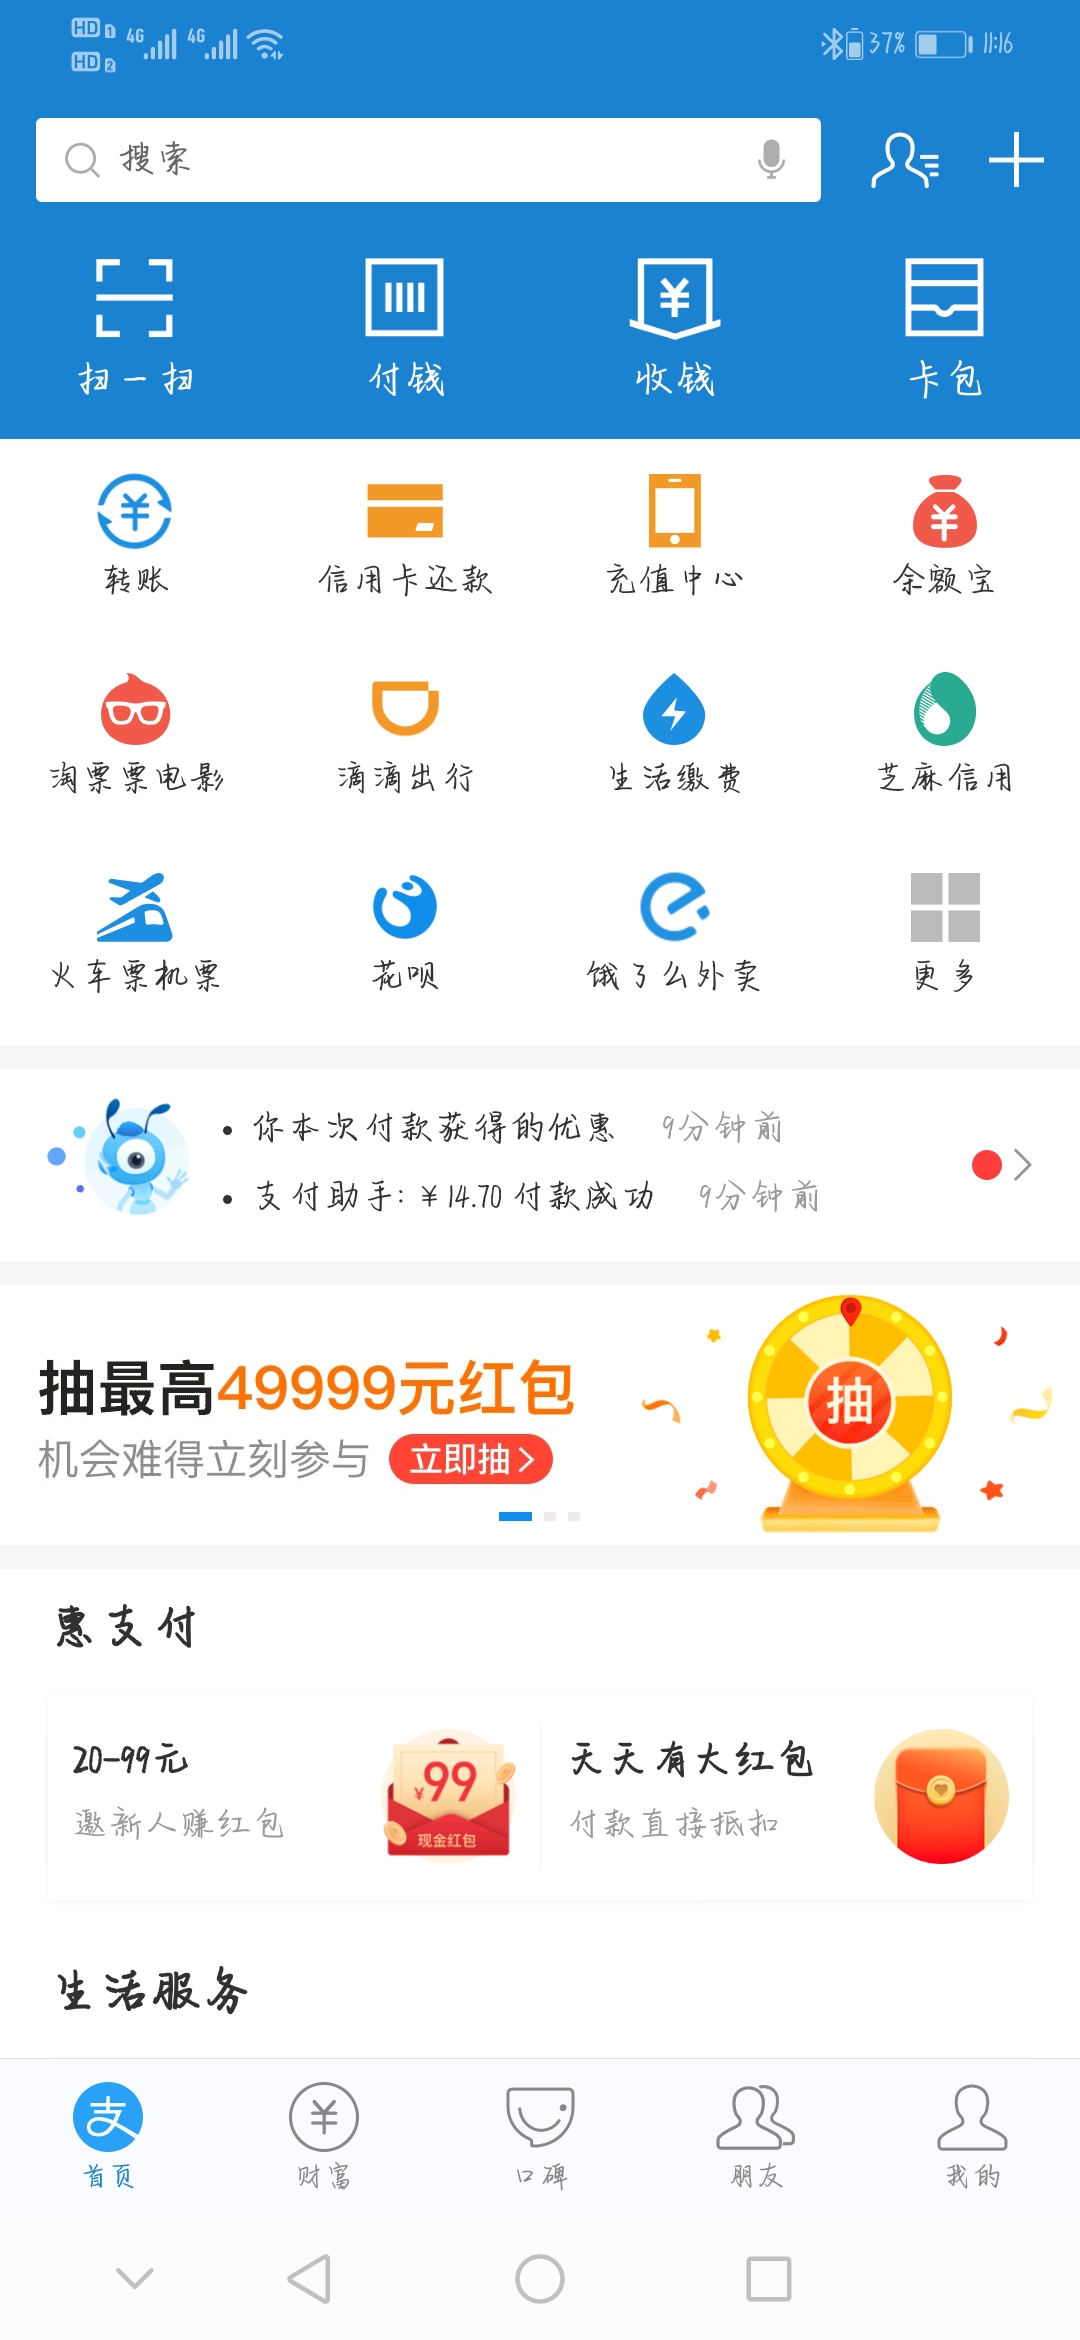 HD 1 4G 4G
HD 2
37% 11:16
搜索
扫一扫 付钱 收钱 卡包
转账 信用卡还款 充值中心 余额宝
淘票票电影 滴滴出行 生活缴费 芝麻信用
火车票机票 花呗 饿了么外卖 更多
• 你本次付款获得的优惠 9分钟前
• 支付助手:￥14.70 付款成功 9分钟前
抽最高49999元红包
机会难得立刻参与 立即抽>
抽
惠支付
20-99元
邀新人赚红包
¥99
现金红包
天天有大红包
付款直接抵扣
生活服务
支
首页 财富 口碑 朋友 我的